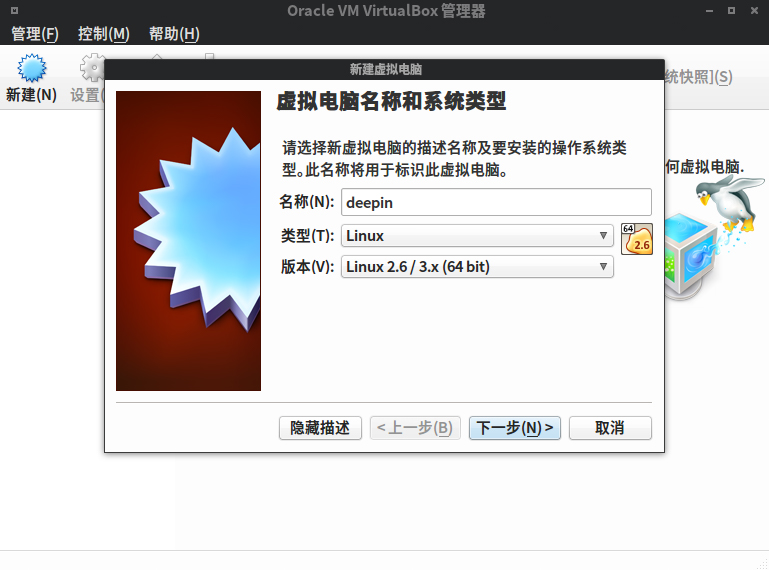 Oracle VM VirtualBox 管理器
管理(F) 控制(M) 帮助(H)
新建(N) 设置(
统快照](S)
新建虚拟电脑
虚拟电脑名称和系统类型
请选择新虚拟电脑的描述名称及要安装的操作系统类
型。此名称将用于标识此虚拟电脑。
何虚拟电脑.
名称(N): deepin
类型(T): Linux
64
2.6
版本(V): Linux 2.6 / 3.x (64 bit)
隐藏描述 < 上一步(B) 下一步(N) > 取消